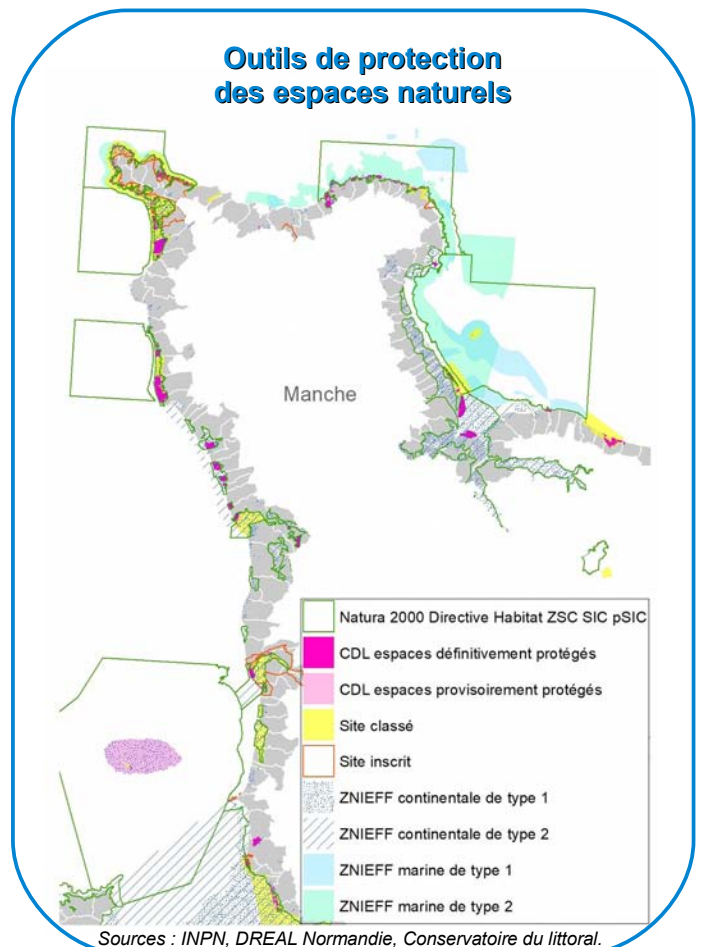 Outils de protection
des espaces naturels
Manche
Natura 2000 Directive Habitat ZSC SIC pSIC
CDL espaces définitivement protégés
CDL espaces provisoirement protégés
Site classé
Site inscrit
ZNIEFF continentale de type 1
ZNIEFF continentale de type 2
ZNIEFF marine de type 1
ZNIEFF marine de type 2
Sources : INPN, DREAL Normandie, Conservatoire du littoral.